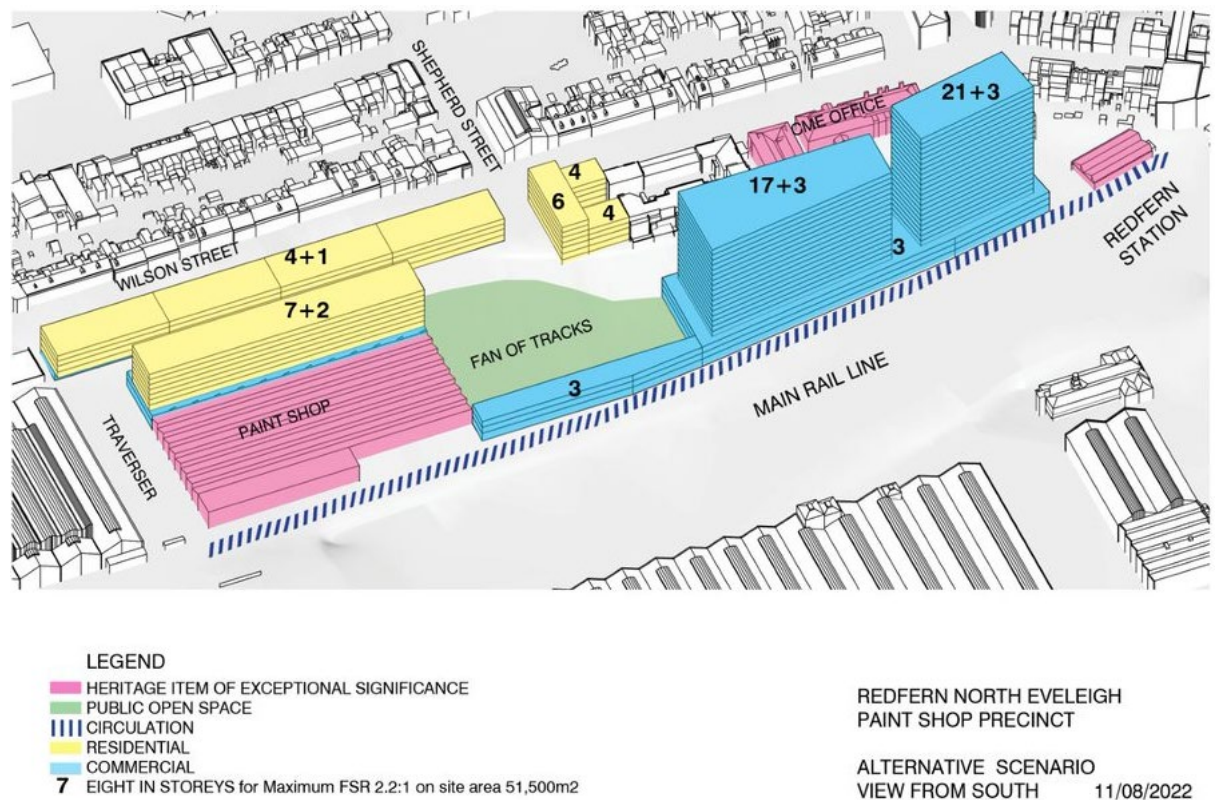 SHEPHERD STREET
21+3
CME OFFICE
4
17+3
6
4
REDFERN
STATION
3
WILSON STREET
4+1
7+2
FAN OF TRACKS
3
MAIN RAIL LINE
PAINT SHOP
TRAVERSER
LEGEND
HERITAGE ITEM OF EXCEPTIONAL SIGNIFICANCE
PUBLIC OPEN SPACE
CIRCULATION
RESIDENTIAL
COMMERCIAL
7 EIGHT IN STOREYS for Maximum FSR 2.2:1 on site area 51,500m2
REDFERN NORTH EVELEIGH
PAINT SHOP PRECINCT
ALTERNATIVE SCENARIO
VIEW FROM SOUTH 11/08/2022